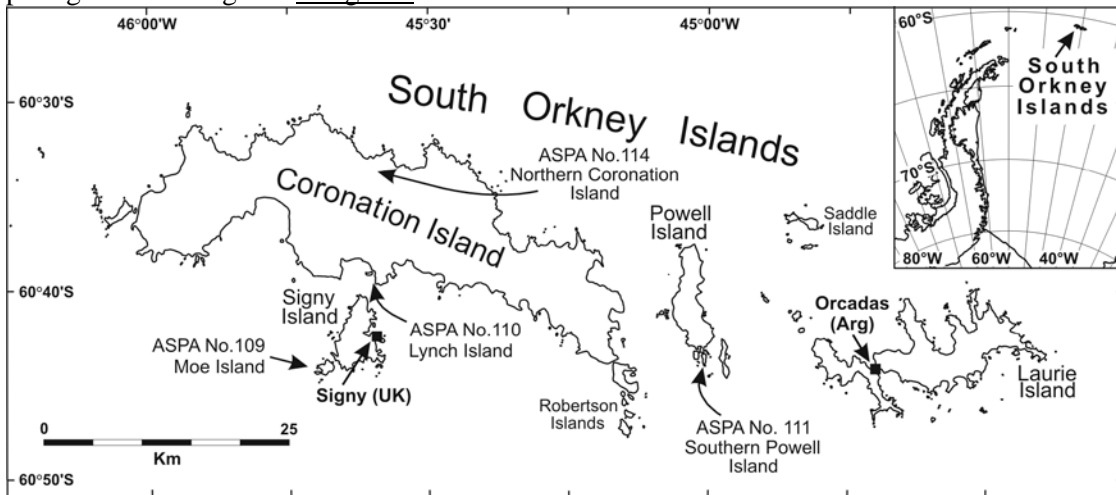 46°00'
45°30'
45°00'
60°30'S
60°40'S
60°50'S
South Orkney Islands
ASPA No.114
Northern Coronation
Island
Coronation Island
Powell
Island
Saddle
Island
Signy
Island
ASPA No.110
Lynch Island
ASPA No.109
Moe Island
Signy (UK)
Robertson
Islands
ASPA No. 111
Southern Powell
Island
Orcadas
(Arg)
Laurie
Island
0 25
Km
60°S
South
Orkney
Islands
70°S
80°W 60°W 40°W